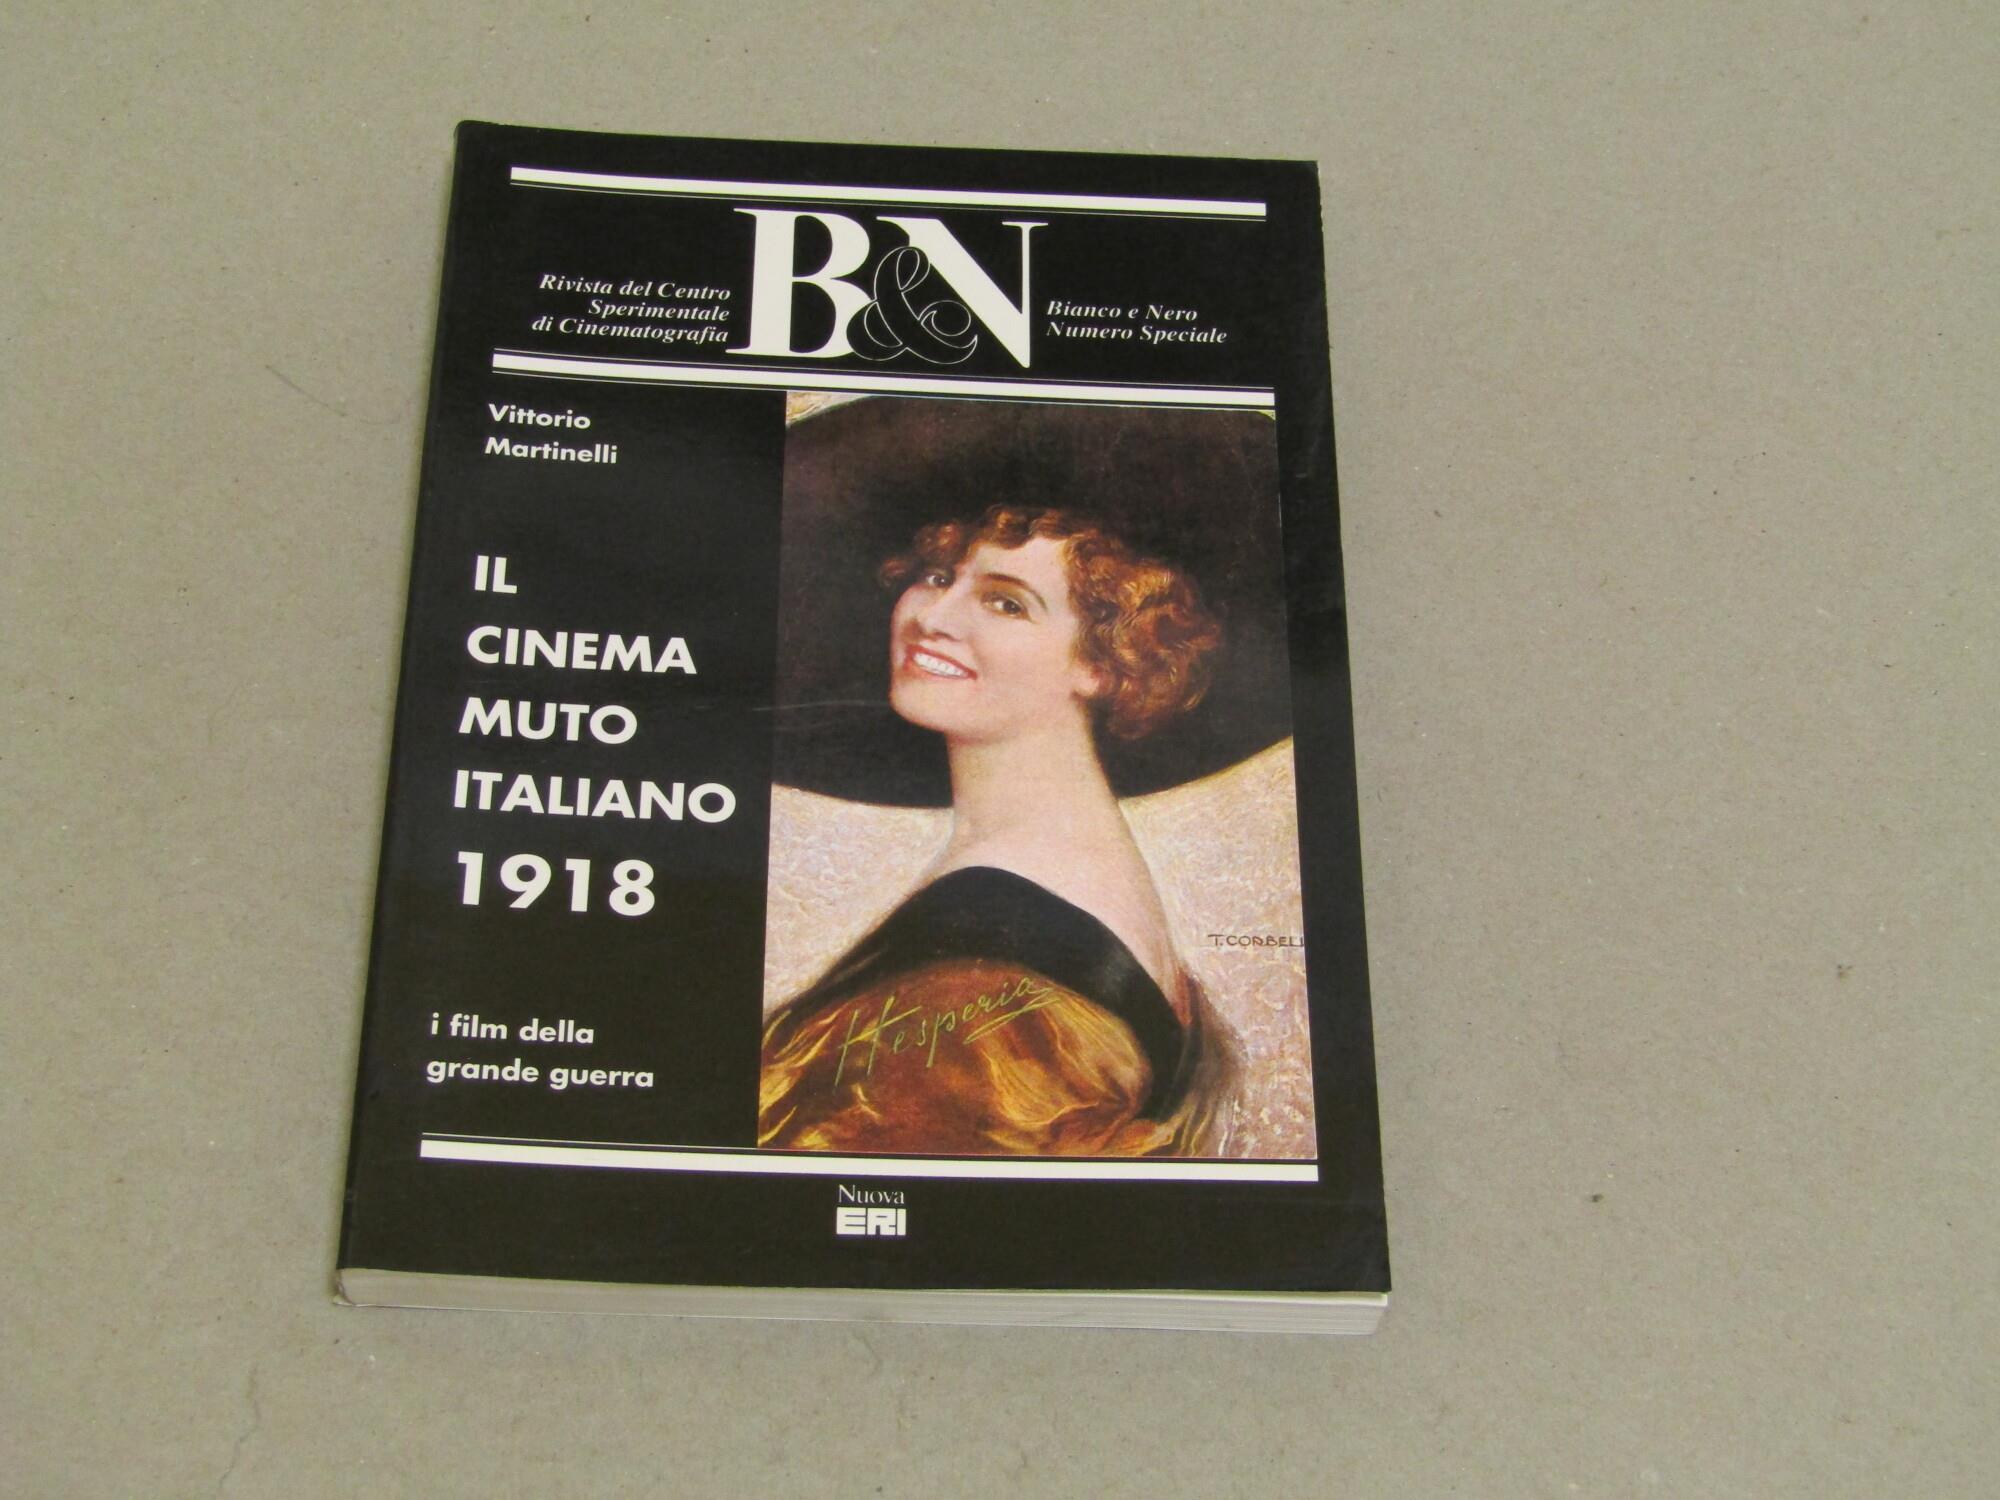 B&N
Rivista del Centro
Sperimentale
di Cinematografia
Bianco e Nero
Numero Speciale
Vittorio
Martinelli
IL
CINEMA
MUTO
ITALIANO
1918
i film della
grande guerra
T. CORBELL
Hesperia
Nuova
ERI